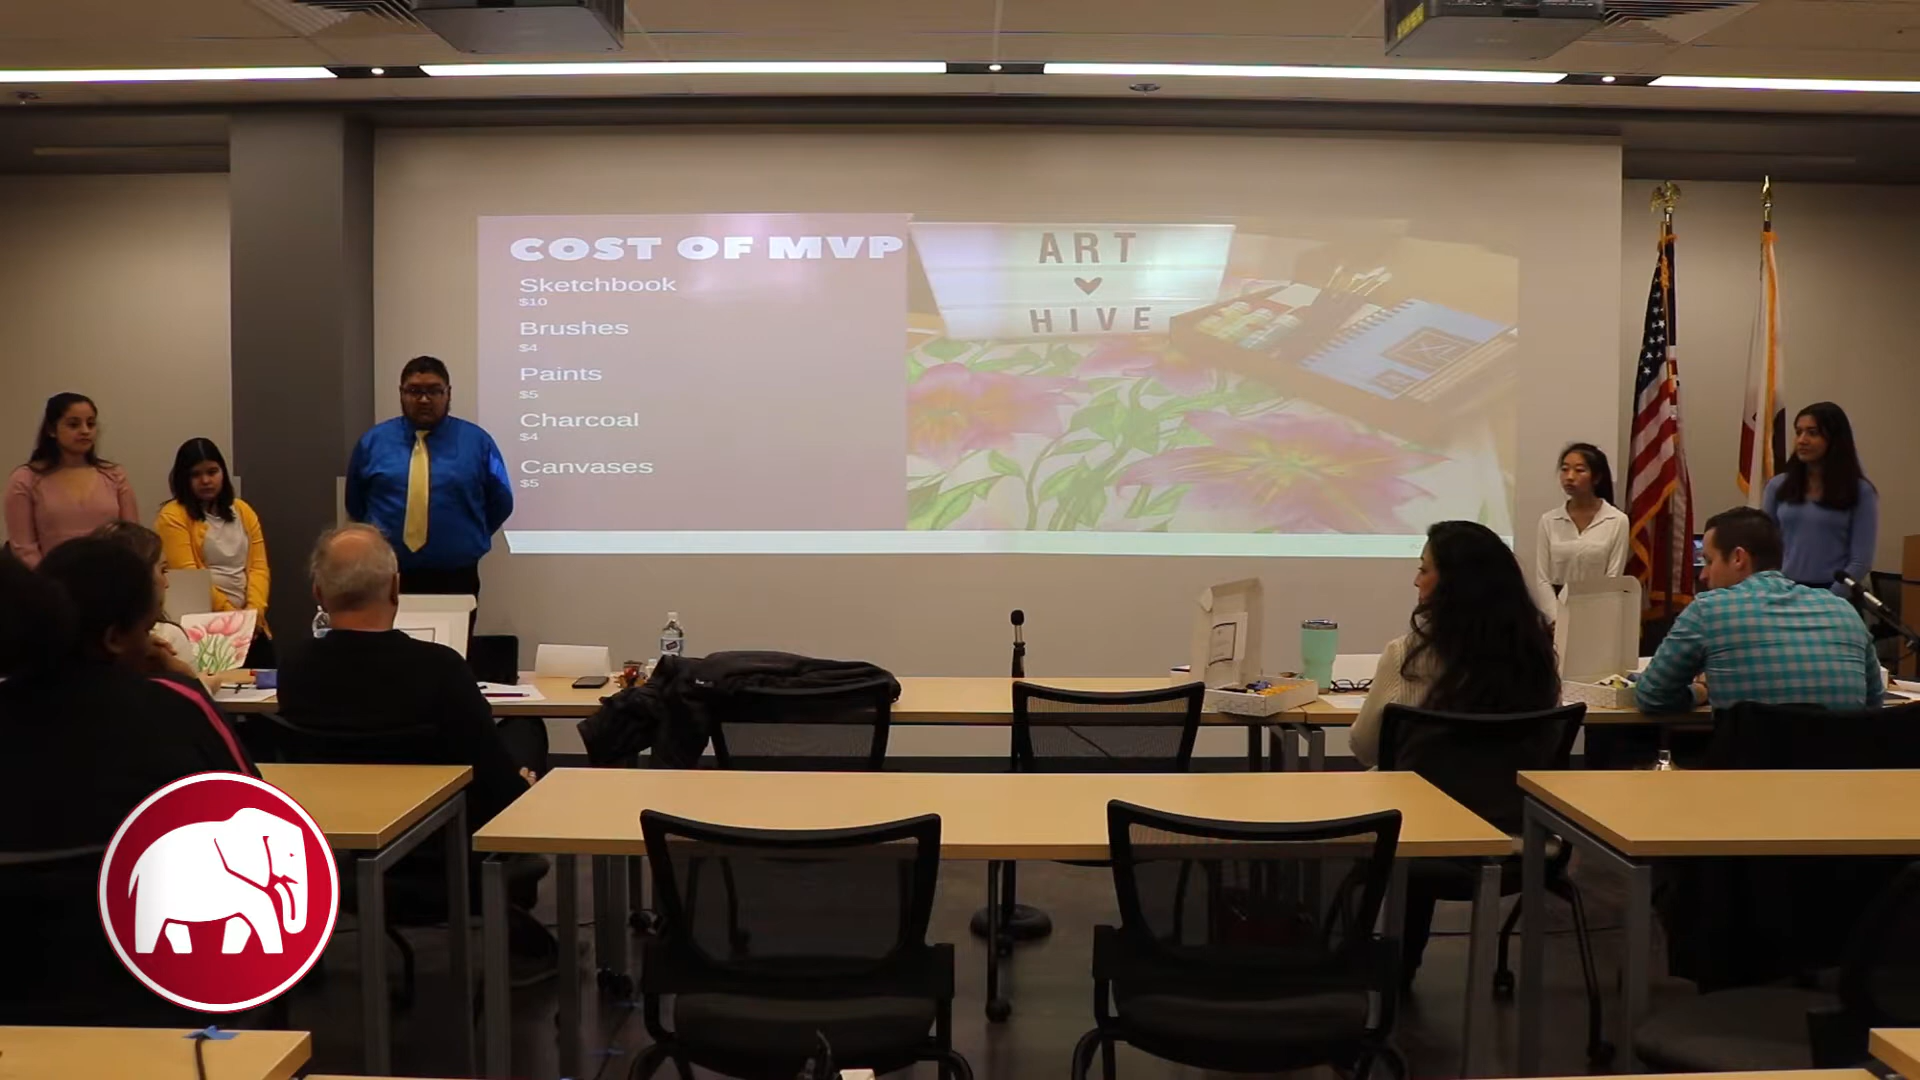 COST OF MVP
Sketchbook
$10
Brushes
$4
Paints
$5
Charcoal
$4
Canvases
$5
ART
HIVE